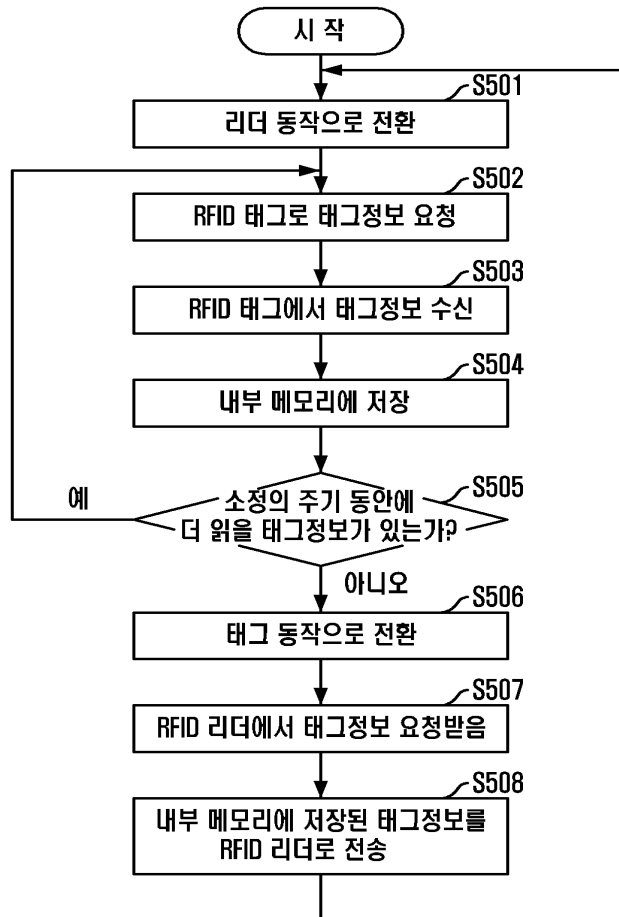 시 작
S501
리더 동작으로 전환
S502
RFID 태그로 태그정보 요청
S503
RFID 태그에서 태그정보 수신
S504
내부 메모리에 저장
S505
예
소정의 주기 동안에
더 읽을 태그정보가 있는가?
아니오
S506
태그 동작으로 전환
S507
RFID 리더에서 태그정보 요청받음
S508
내부 메모리에 저장된 태그정보를
RFID 리더로 전송